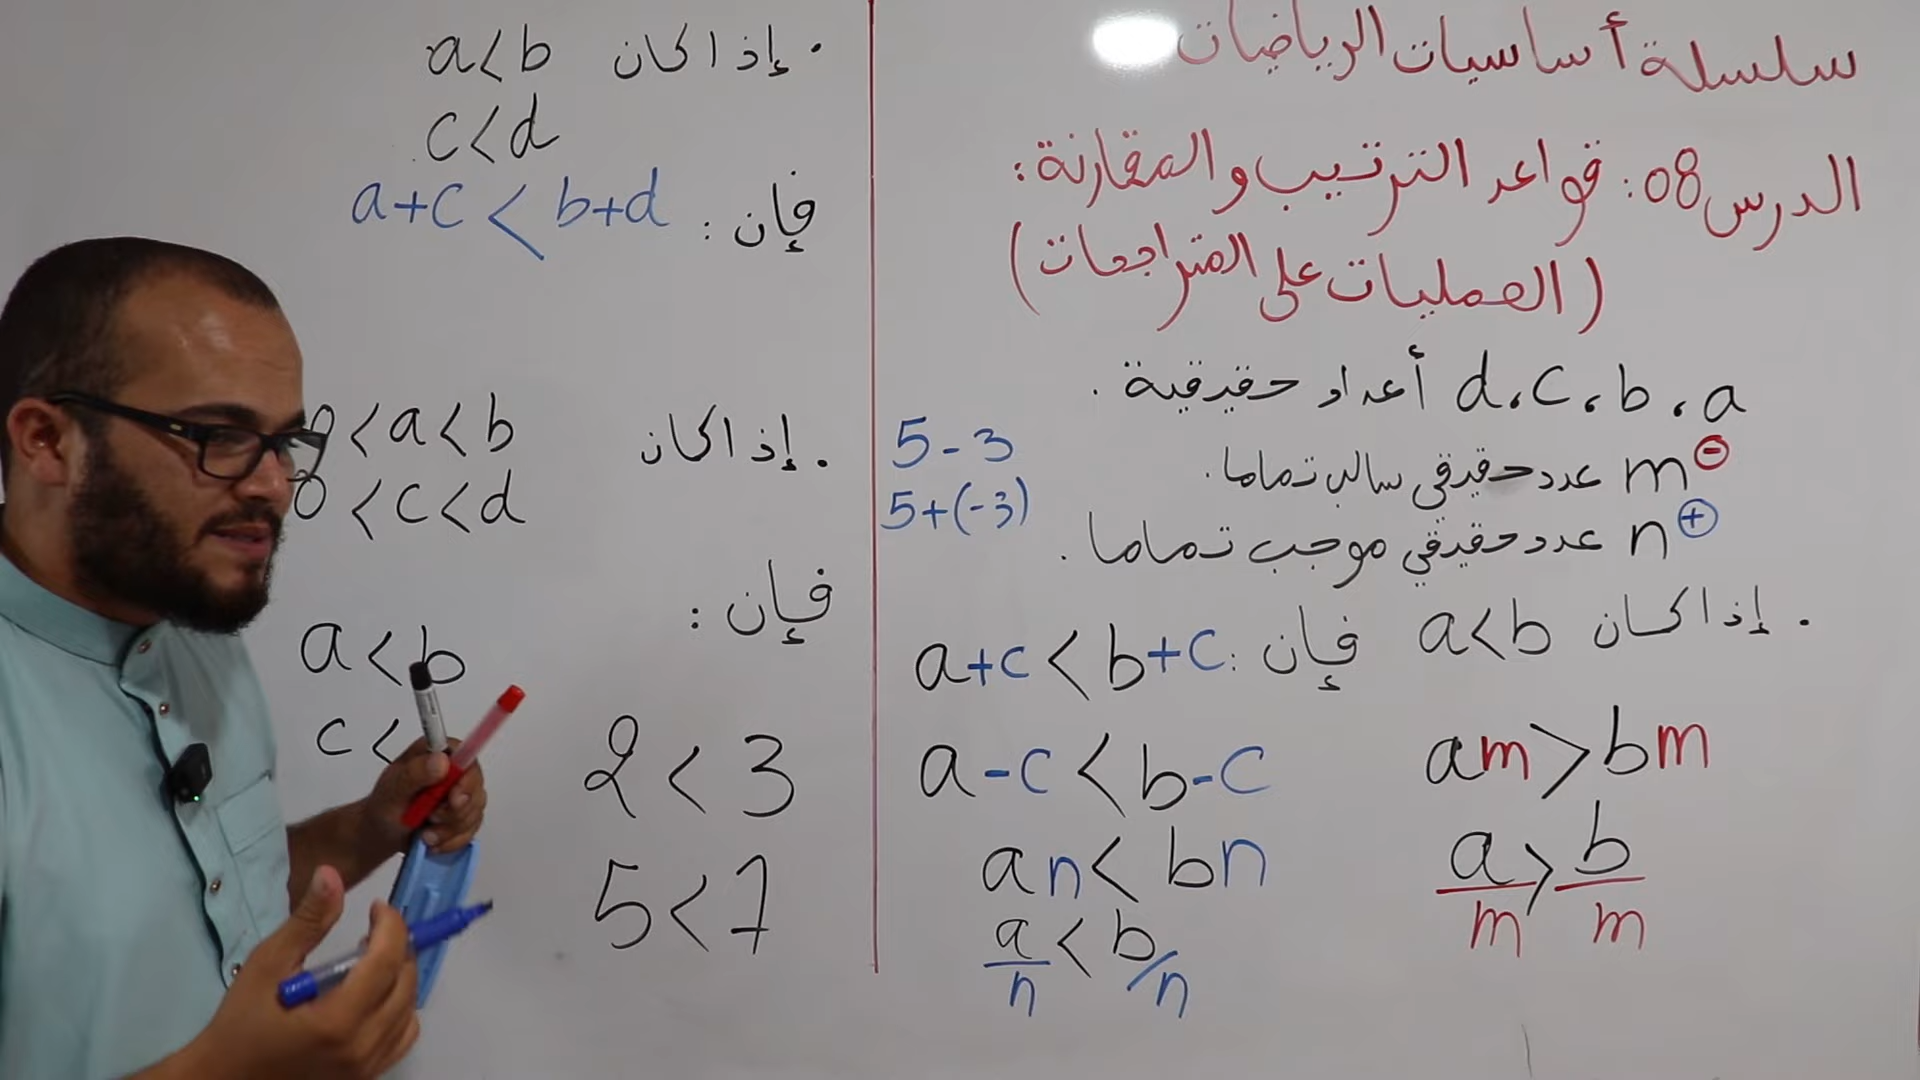 سلسلة أساسيات الرياضيات
الدرس 08: قواعد الترتيب والمقارنة:
(العمليات على المتراجحات)
a، b، c، d أعداد حقيقية.
m ⊖ عدد حقيقي سالب تماما.
n ⊕ عدد حقيقي موجب تماما.
5 - 3
5+(-3)
. إذا كان a<b فإن: a+c < b+c
am > bm
a - c < b - c
a/m > b/m
an < bn
a/n < b/n
. إذا كان a<b
c<d
فإن: a+c < b+d
. إذا كان 0<a<b
0<c<d
فإن:
a<b
c<
2 < 3
5 < 7